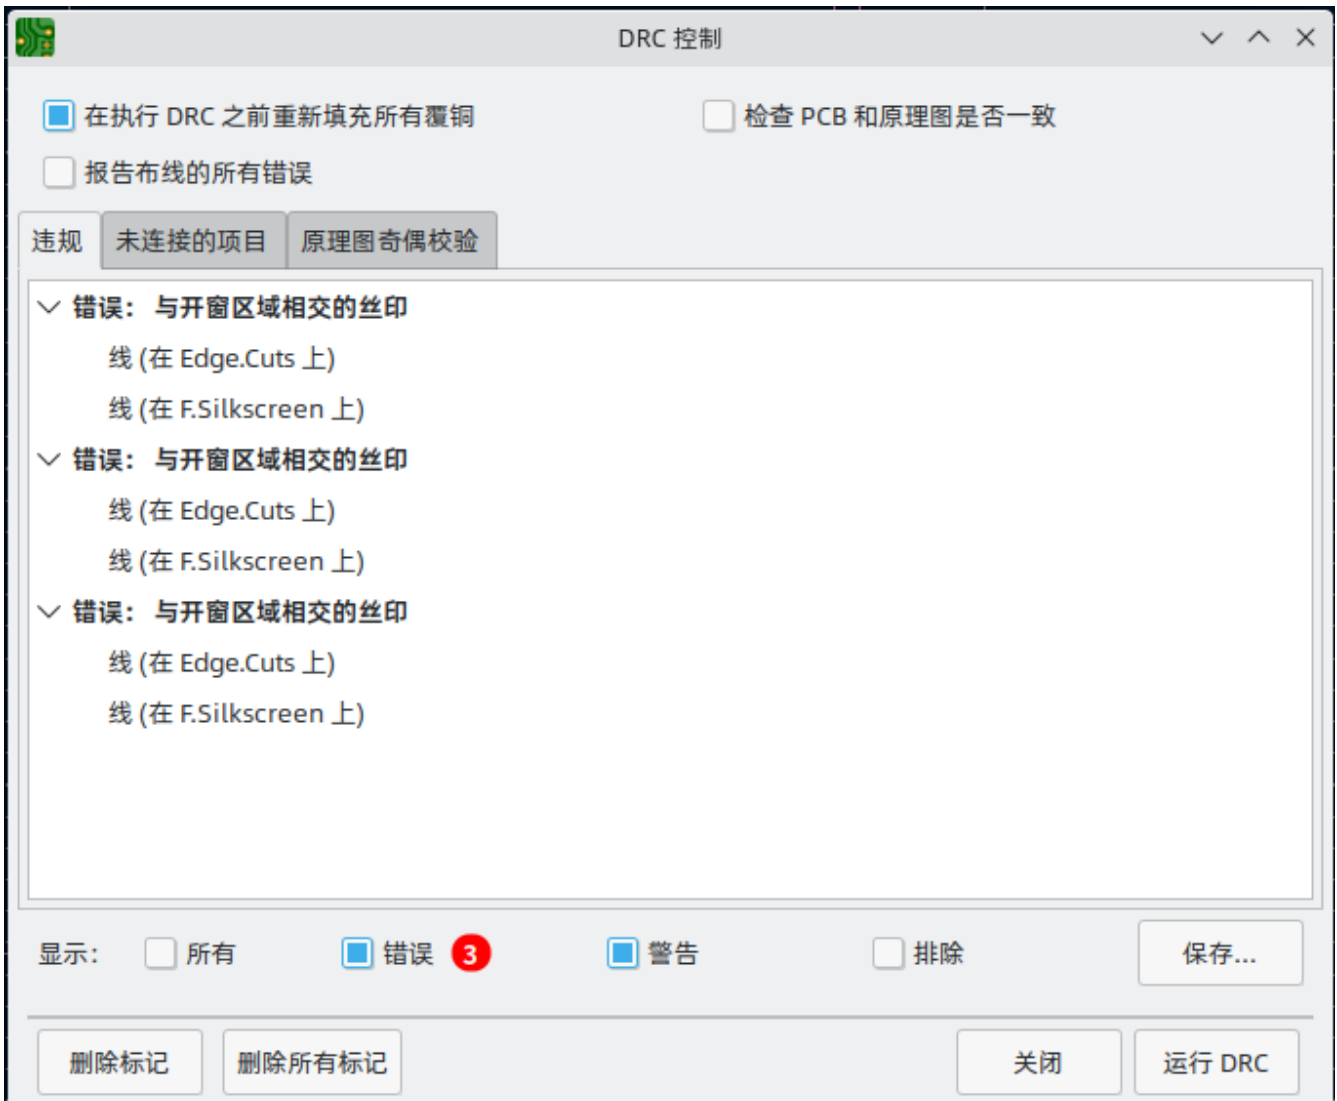 DRC 控制
在执行 DRC 之前重新填充所有覆铜
检查 PCB 和原理图是否一致
报告布线的所有错误
违规
未连接的项目
原理图奇偶校验
错误： 与开窗区域相交的丝印
线 (在 Edge.Cuts 上)
线 (在 F.Silkscreen 上)
错误： 与开窗区域相交的丝印
线 (在 Edge.Cuts 上)
线 (在 F.Silkscreen 上)
错误： 与开窗区域相交的丝印
线 (在 Edge.Cuts 上)
线 (在 F.Silkscreen 上)
显示：
所有
错误 3
警告
排除
保存...
删除标记
删除所有标记
关闭
运行 DRC